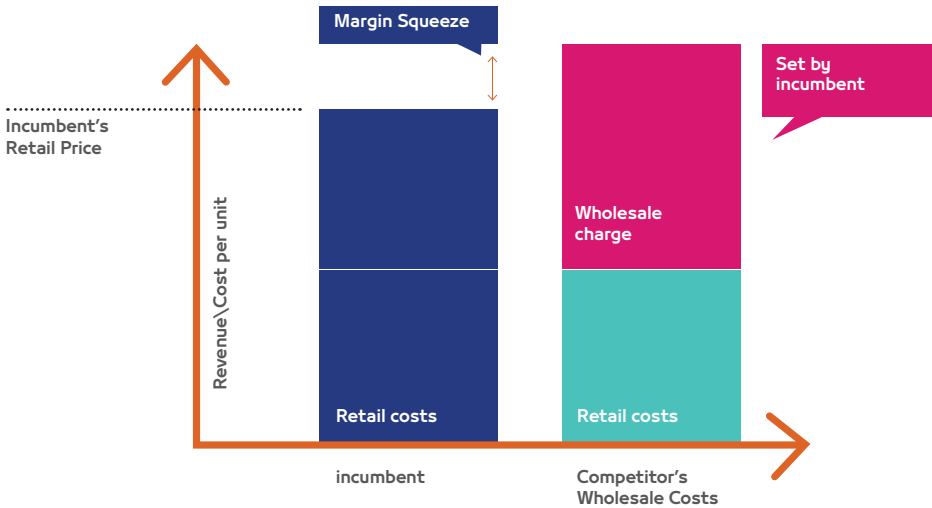 Margin Squeeze
Set by
incumbent
Incumbent's
Retail Price
Revenue\Cost per unit
Wholesale
charge
Retail costs
Retail costs
incumbent
Competitor's
Wholesale Costs